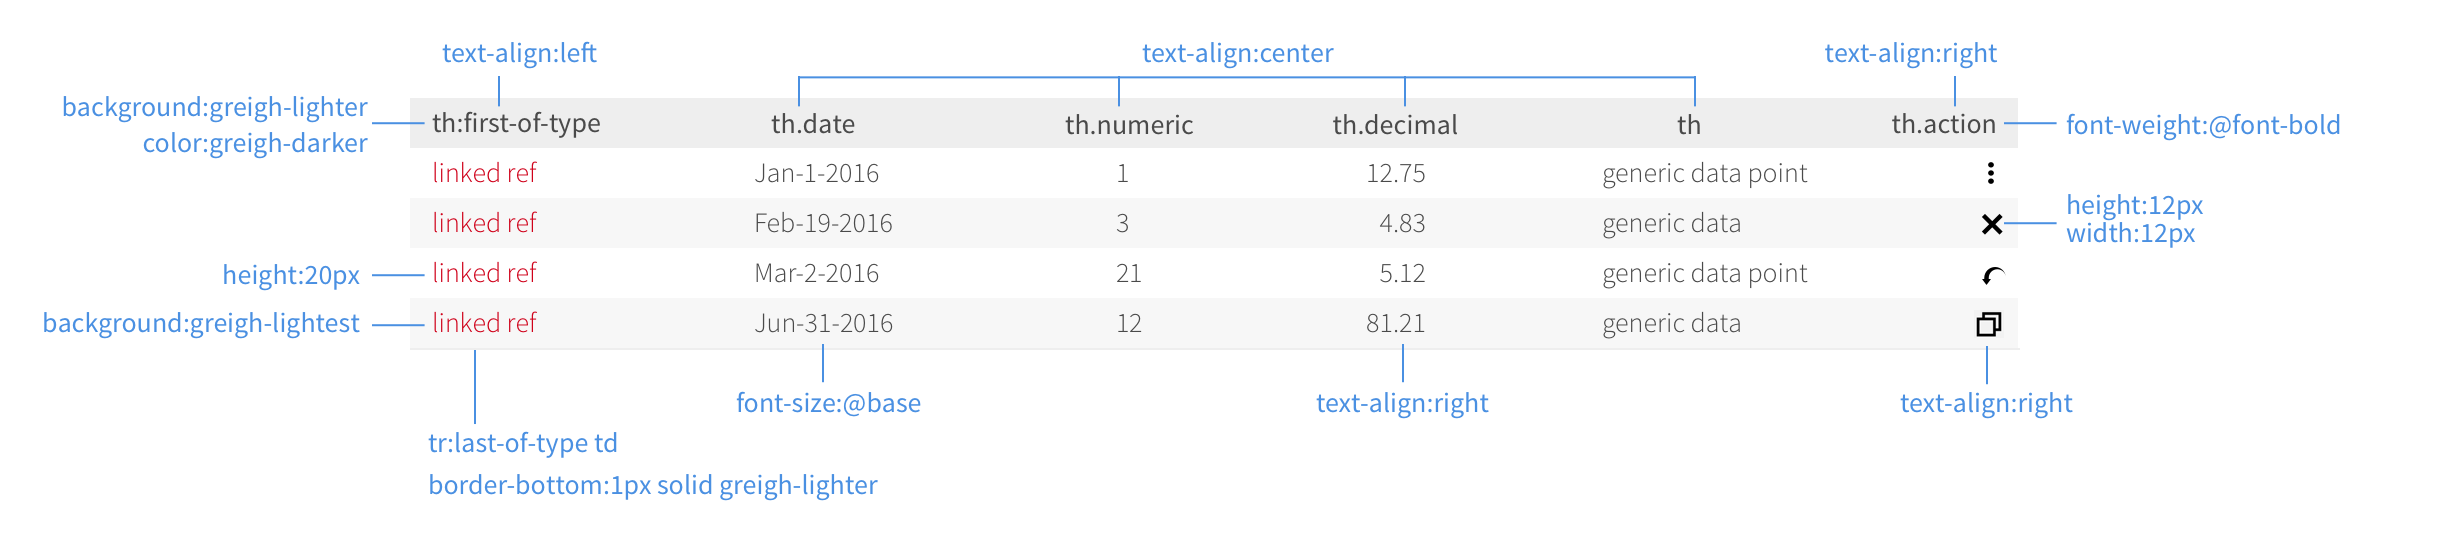 text-align:left
text-align:center
text-align:right
background:greigh-lighter
color:greigh-darker
th:first-of-type th.date th.numeric th.decimal th th.action
font-weight:@font-bold
linked ref Jan-1-2016 1 12.75 generic data point
linked ref Feb-19-2016 3 4.83 generic data
height:12px
width:12px
height:20px
linked ref Mar-2-2016 21 5.12 generic data point
background:greigh-lightest
linked ref Jun-31-2016 12 81.21 generic data
font-size:@base
text-align:right
text-align:right
tr:last-of-type td
border-bottom:1px solid greigh-lighter